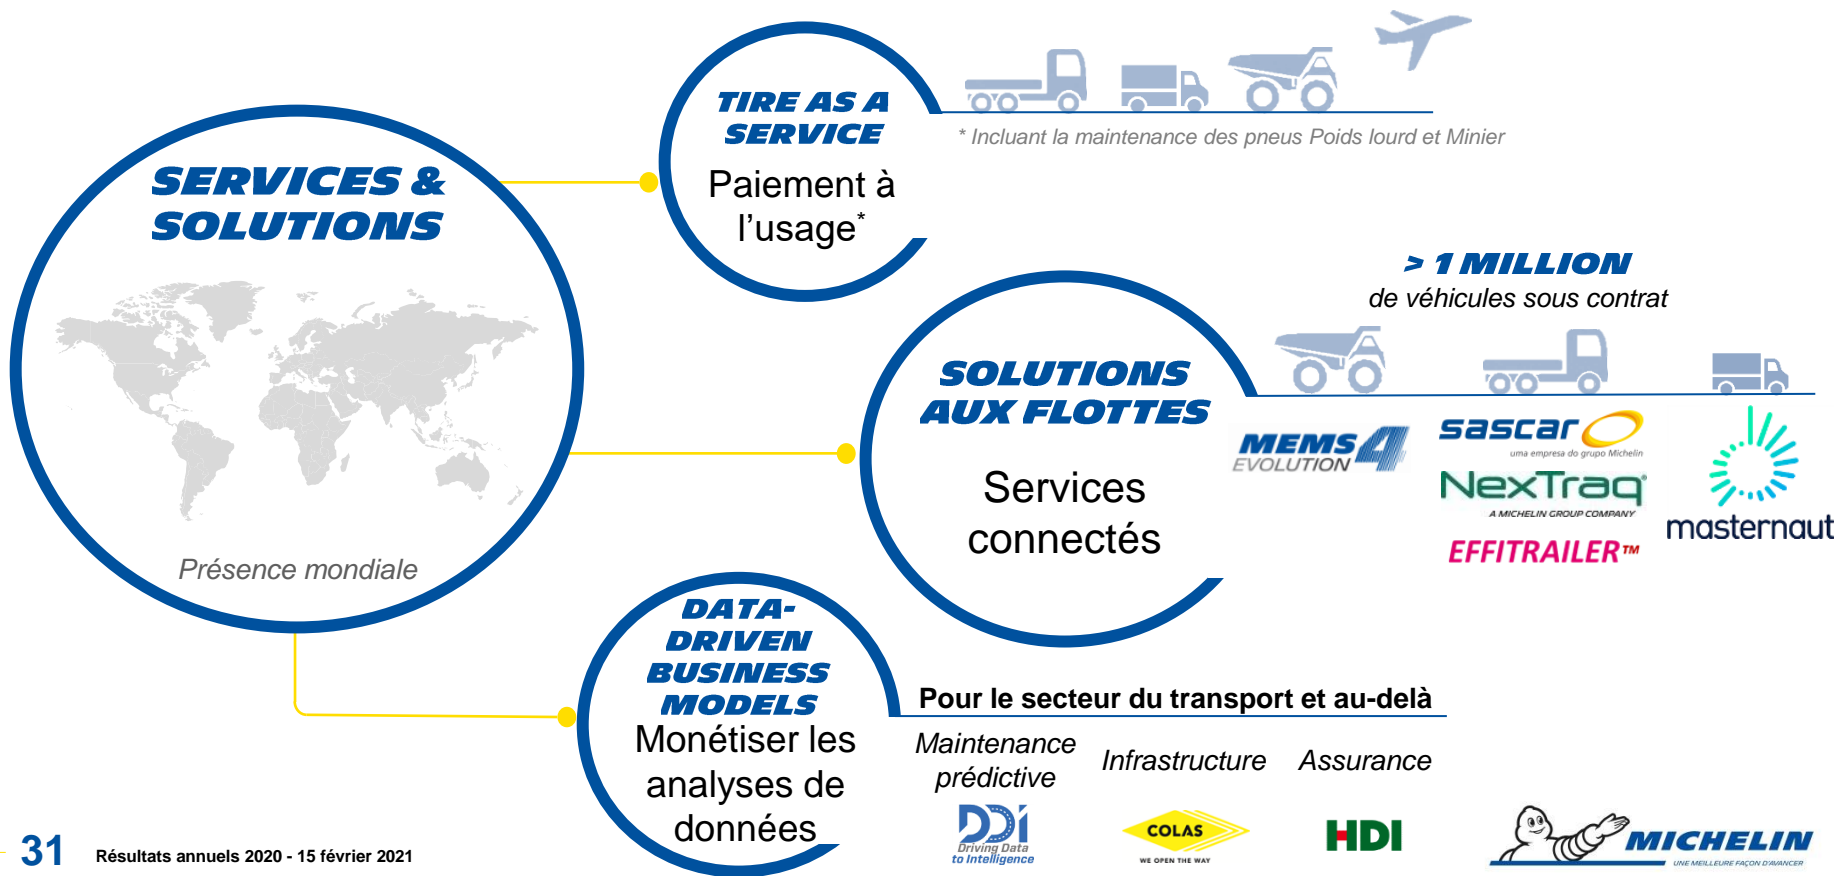 SERVICES &
SOLUTIONS
Présence mondiale
TIRE AS A
SERVICE
Paiement à
l’usage*
* Incluant la maintenance des pneus Poids lourd et Minier
> 1 MILLION
de véhicules sous contrat
SOLUTIONS
AUX FLOTTES
Services
connectés
MEMS 4
EVOLUTION
sascar
uma empresa do grupo Michelin
NexTraq
A MICHELIN GROUP COMPANY
EFFITRAILER™
masternaut
DATA-
DRIVEN
BUSINESS
MODELS
Monétiser les
analyses de
données
Pour le secteur du transport et au-delà
Maintenance
prédictive
Infrastructure
Assurance
DDi
Driving Data
to Intelligence
COLAS
WE OPEN THE WAY
HDI
MICHELIN
UNE MEILLEURE FAÇON D'AVANCER
31
Résultats annuels 2020 - 15 février 2021